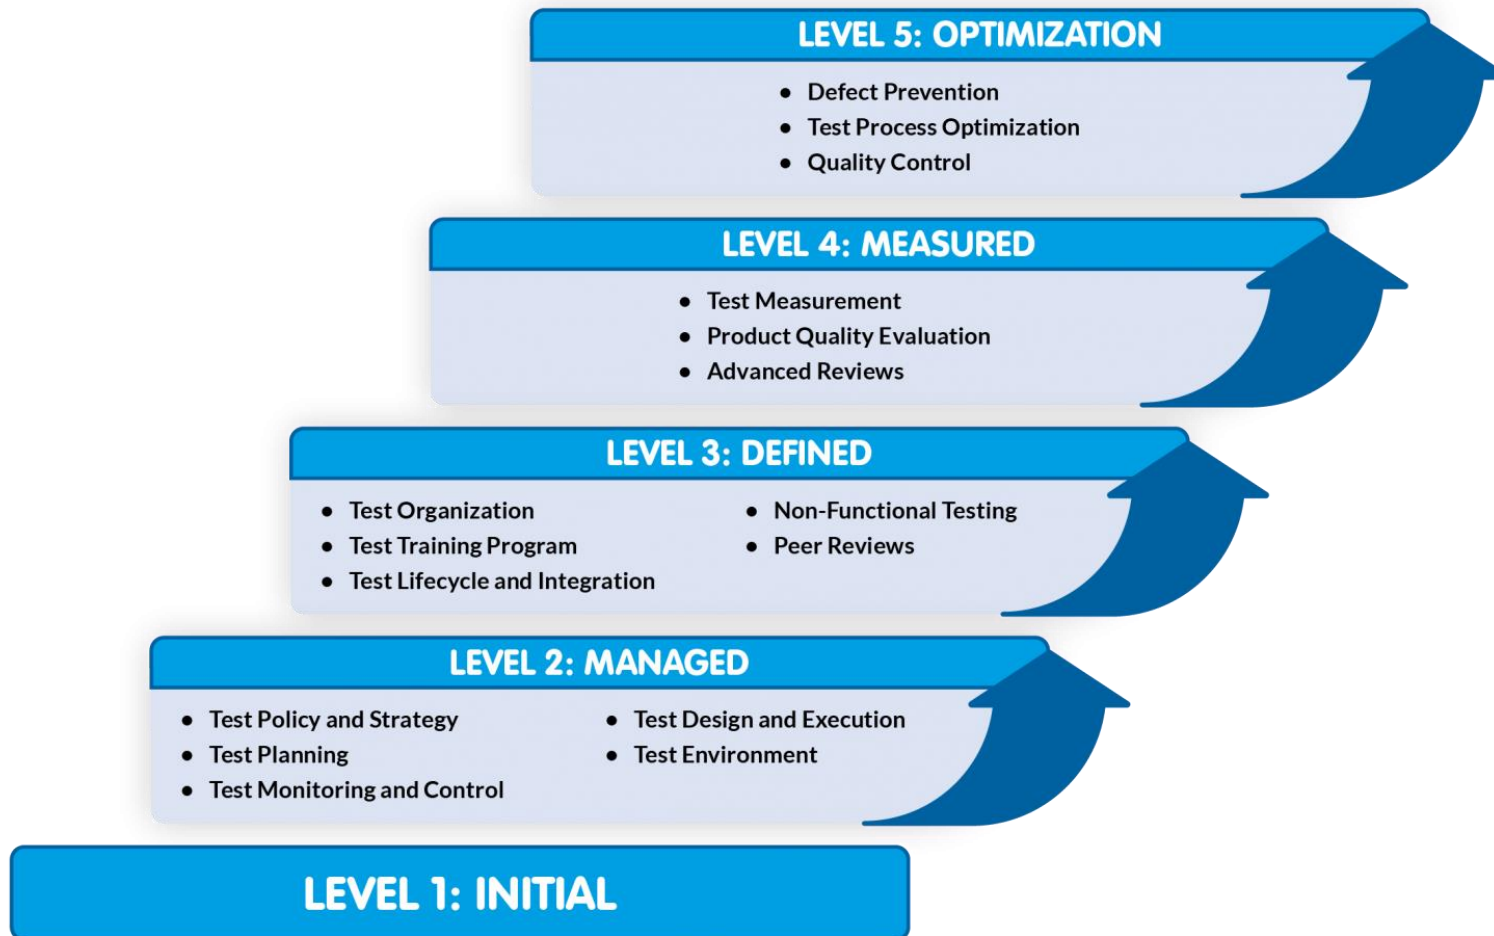 LEVEL 5: OPTIMIZATION
● Defect Prevention
● Test Process Optimization
● Quality Control
LEVEL 4: MEASURED
● Test Measurement
● Product Quality Evaluation
● Advanced Reviews
LEVEL 3: DEFINED
● Test Organization
● Test Training Program
● Test Lifecycle and Integration
● Non-Functional Testing
● Peer Reviews
LEVEL 2: MANAGED
● Test Policy and Strategy
● Test Planning
● Test Monitoring and Control
● Test Design and Execution
● Test Environment
LEVEL 1: INITIAL